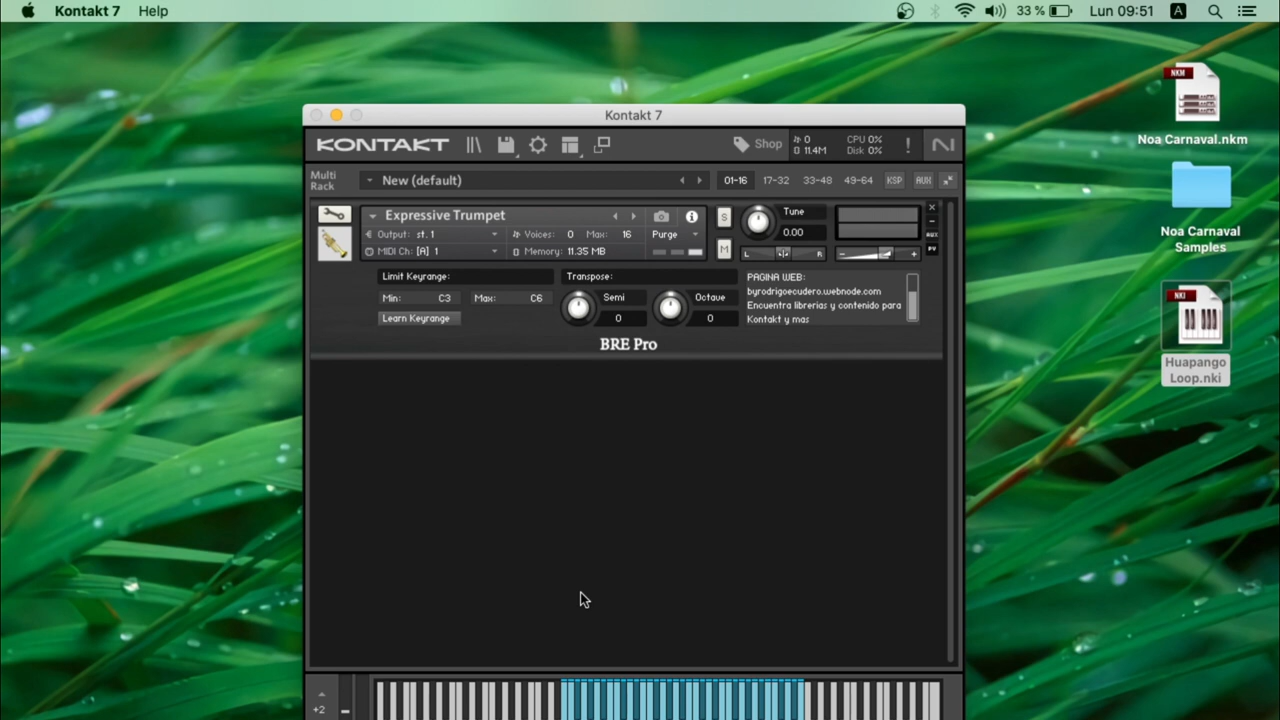 Kontakt 7 Help 33 % Lun 09:51 A
Kontakt 7
KONTAKT Shop 0 11.4M CPU 0% Disk 0% !
Multi Rack New (default) 01-16 17-32 33-48 49-64 KSP AUX
Expressive Trumpet i S Tune
Output: st. 1 Voices: 0 Max: 16 Purge 0.00 AUX
MIDI Ch: [A] 1 Memory: 11.35 MB M L R - + PV
Limit Keyrange: Transpose: PAGINA WEB:
Min: C3 Max: C6 Semi Octave byrodrigoecudero.webnode.com
Encuentra librerias y contenido para
Learn Keyrange 0 0 Kontakt y mas
BRE Pro
+2
NKM
Noa Carnaval.nkm
Noa Carnaval
Samples
NKI
Huapango
Loop.nki